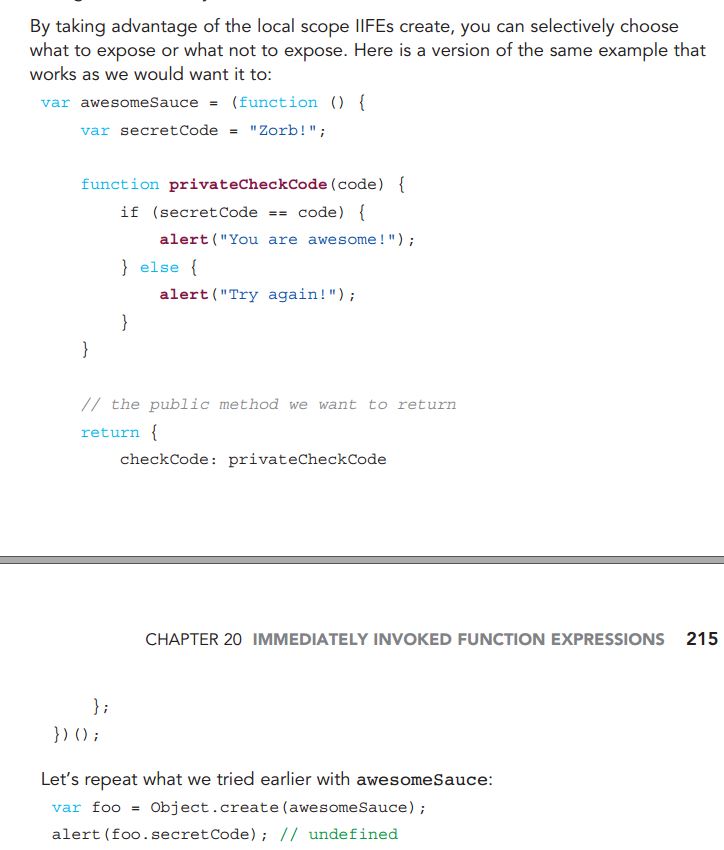 By taking advantage of the local scope IIFEs create, you can selectively choose
what to expose or what not to expose. Here is a version of the same example that
works as we would want it to:
var awesomeSauce = (function () {
    var secretCode = "Zorb!";

    function privateCheckCode(code) {
        if (secretCode == code) {
            alert("You are awesome!");
        } else {
            alert("Try again!");
        }
    }

    // the public method we want to return
    return {
        checkCode: privateCheckCode
CHAPTER 20 IMMEDIATELY INVOKED FUNCTION EXPRESSIONS 215
    };
})();
Let’s repeat what we tried earlier with awesomeSauce:
var foo = Object.create(awesomeSauce);
alert(foo.secretCode); // undefined